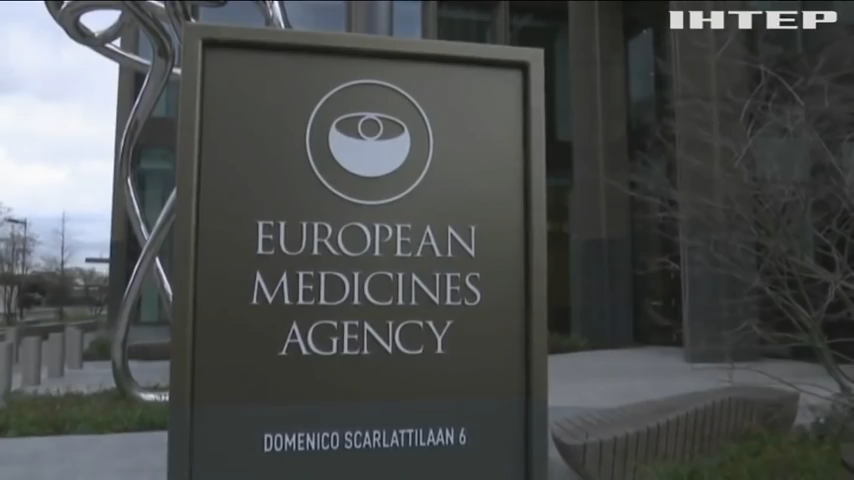 ІНТЕР
EUROPEAN
MEDICINES
AGENCY
DOMENICO SCARLATTILAAN 6